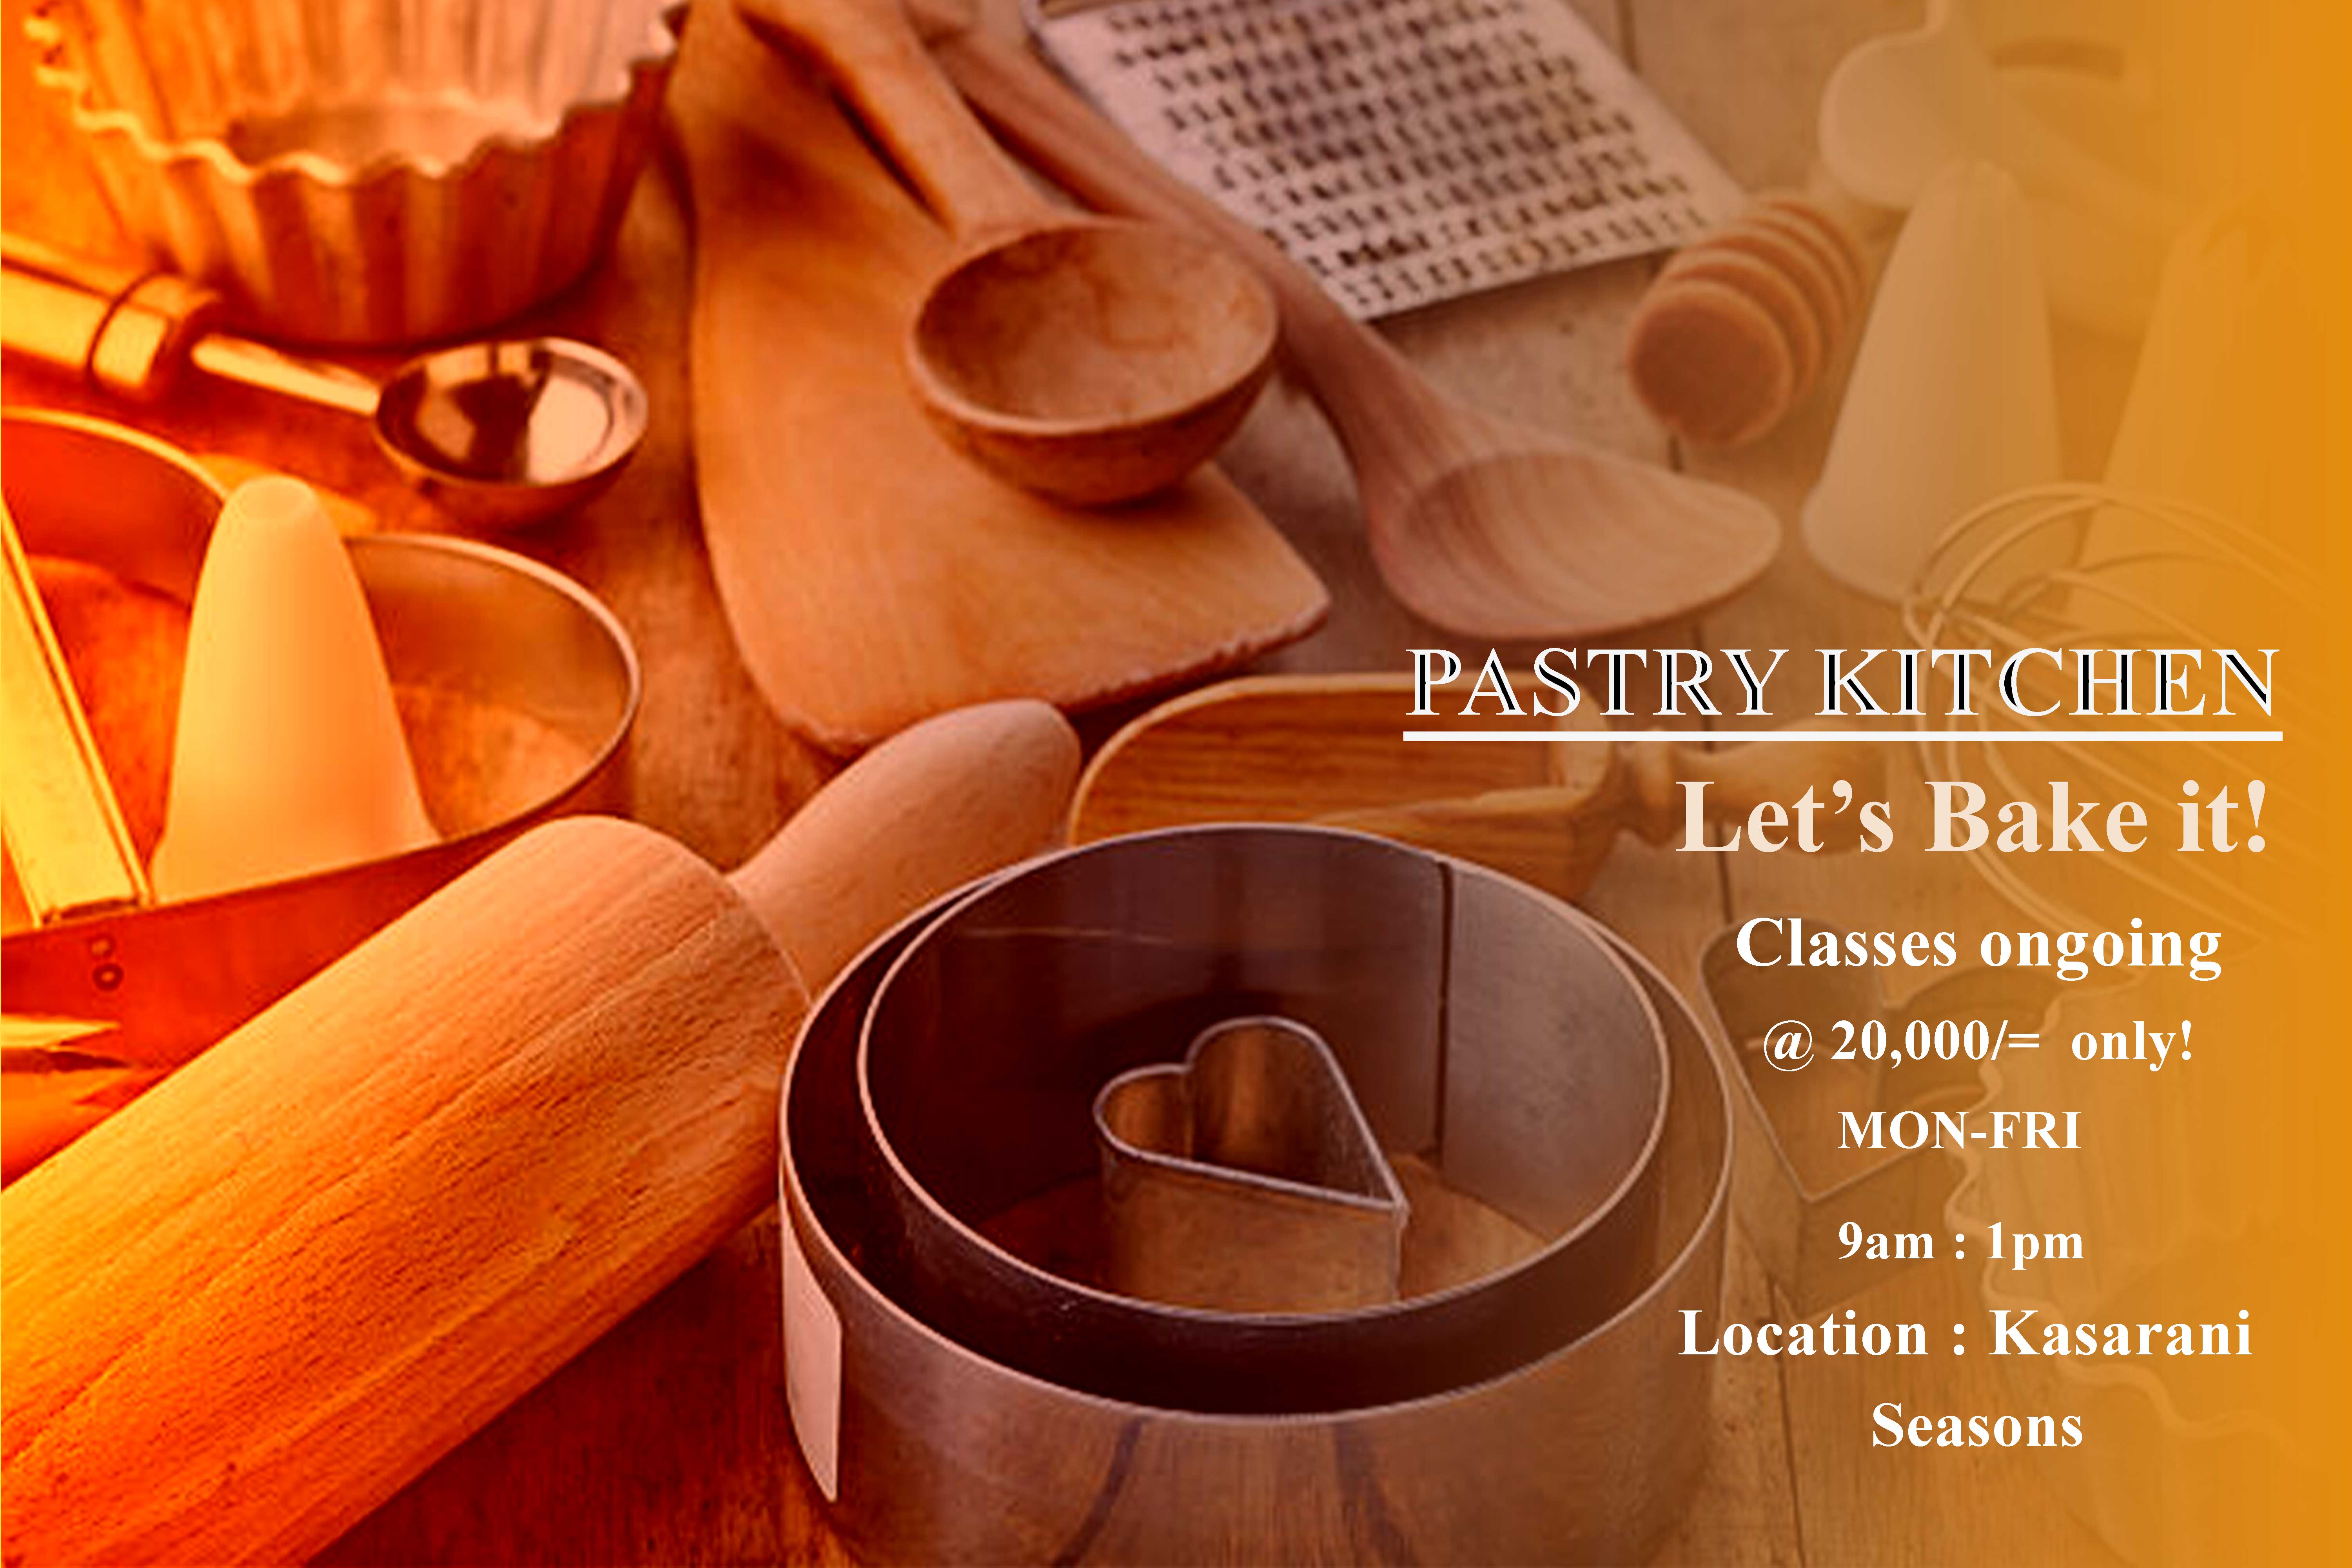 PASTRY KITCHEN
Let’s Bake it!
Classes ongoing
@ 20,000/= only!
MON-FRI
9am : 1pm
Location : Kasarani
Seasons